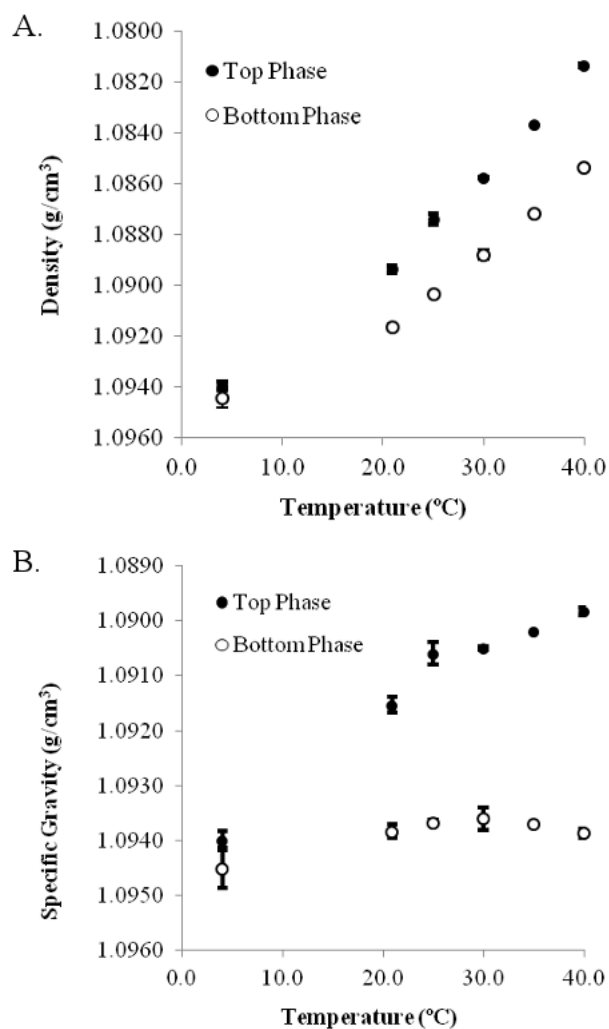 A.
1.0800
1.0820
1.0840
1.0860
1.0880
1.0900
1.0920
1.0940
1.0960
Density (g/cm³)
Top Phase
Bottom Phase
0.0 10.0 20.0 30.0 40.0
Temperature (ºC)
B.
1.0890
1.0900
1.0910
1.0920
1.0930
1.0940
1.0950
1.0960
Specific Gravity (g/cm³)
Top Phase
Bottom Phase
0.0 10.0 20.0 30.0 40.0
Temperature (ºC)